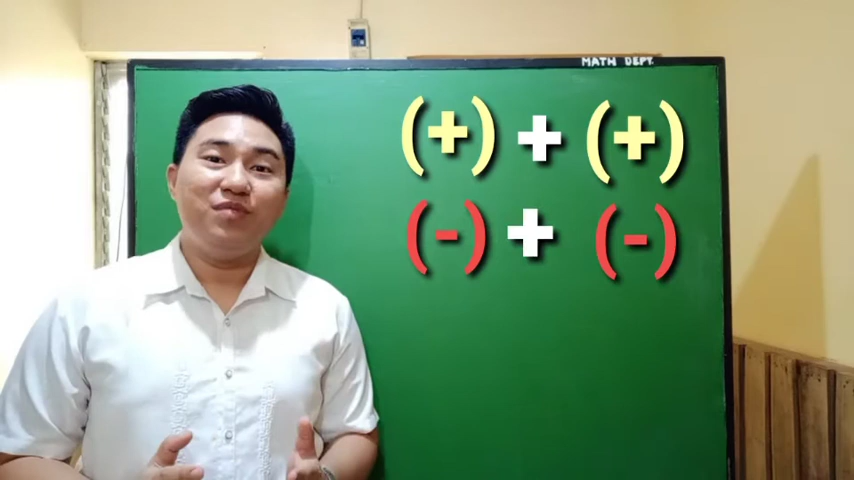 MATH DEPT.
(+) + (+)
(-) + (-)